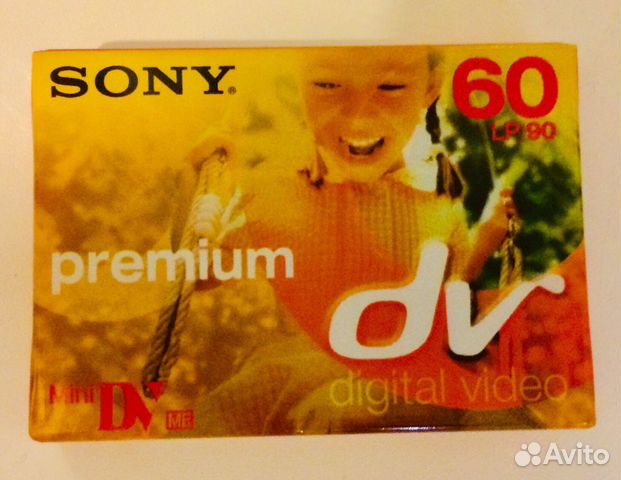 SONY®
60
LP 90
premium
dv
digital video
Mini DV ME
Avito